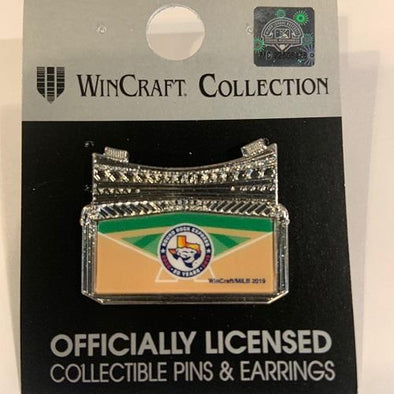 WINCRAFT® COLLECTION
ROUND ROCK EXPRESS
20 YEARS
WinCraft/MiLB 2019
OFFICIALLY LICENSED
COLLECTIBLE PINS & EARRINGS